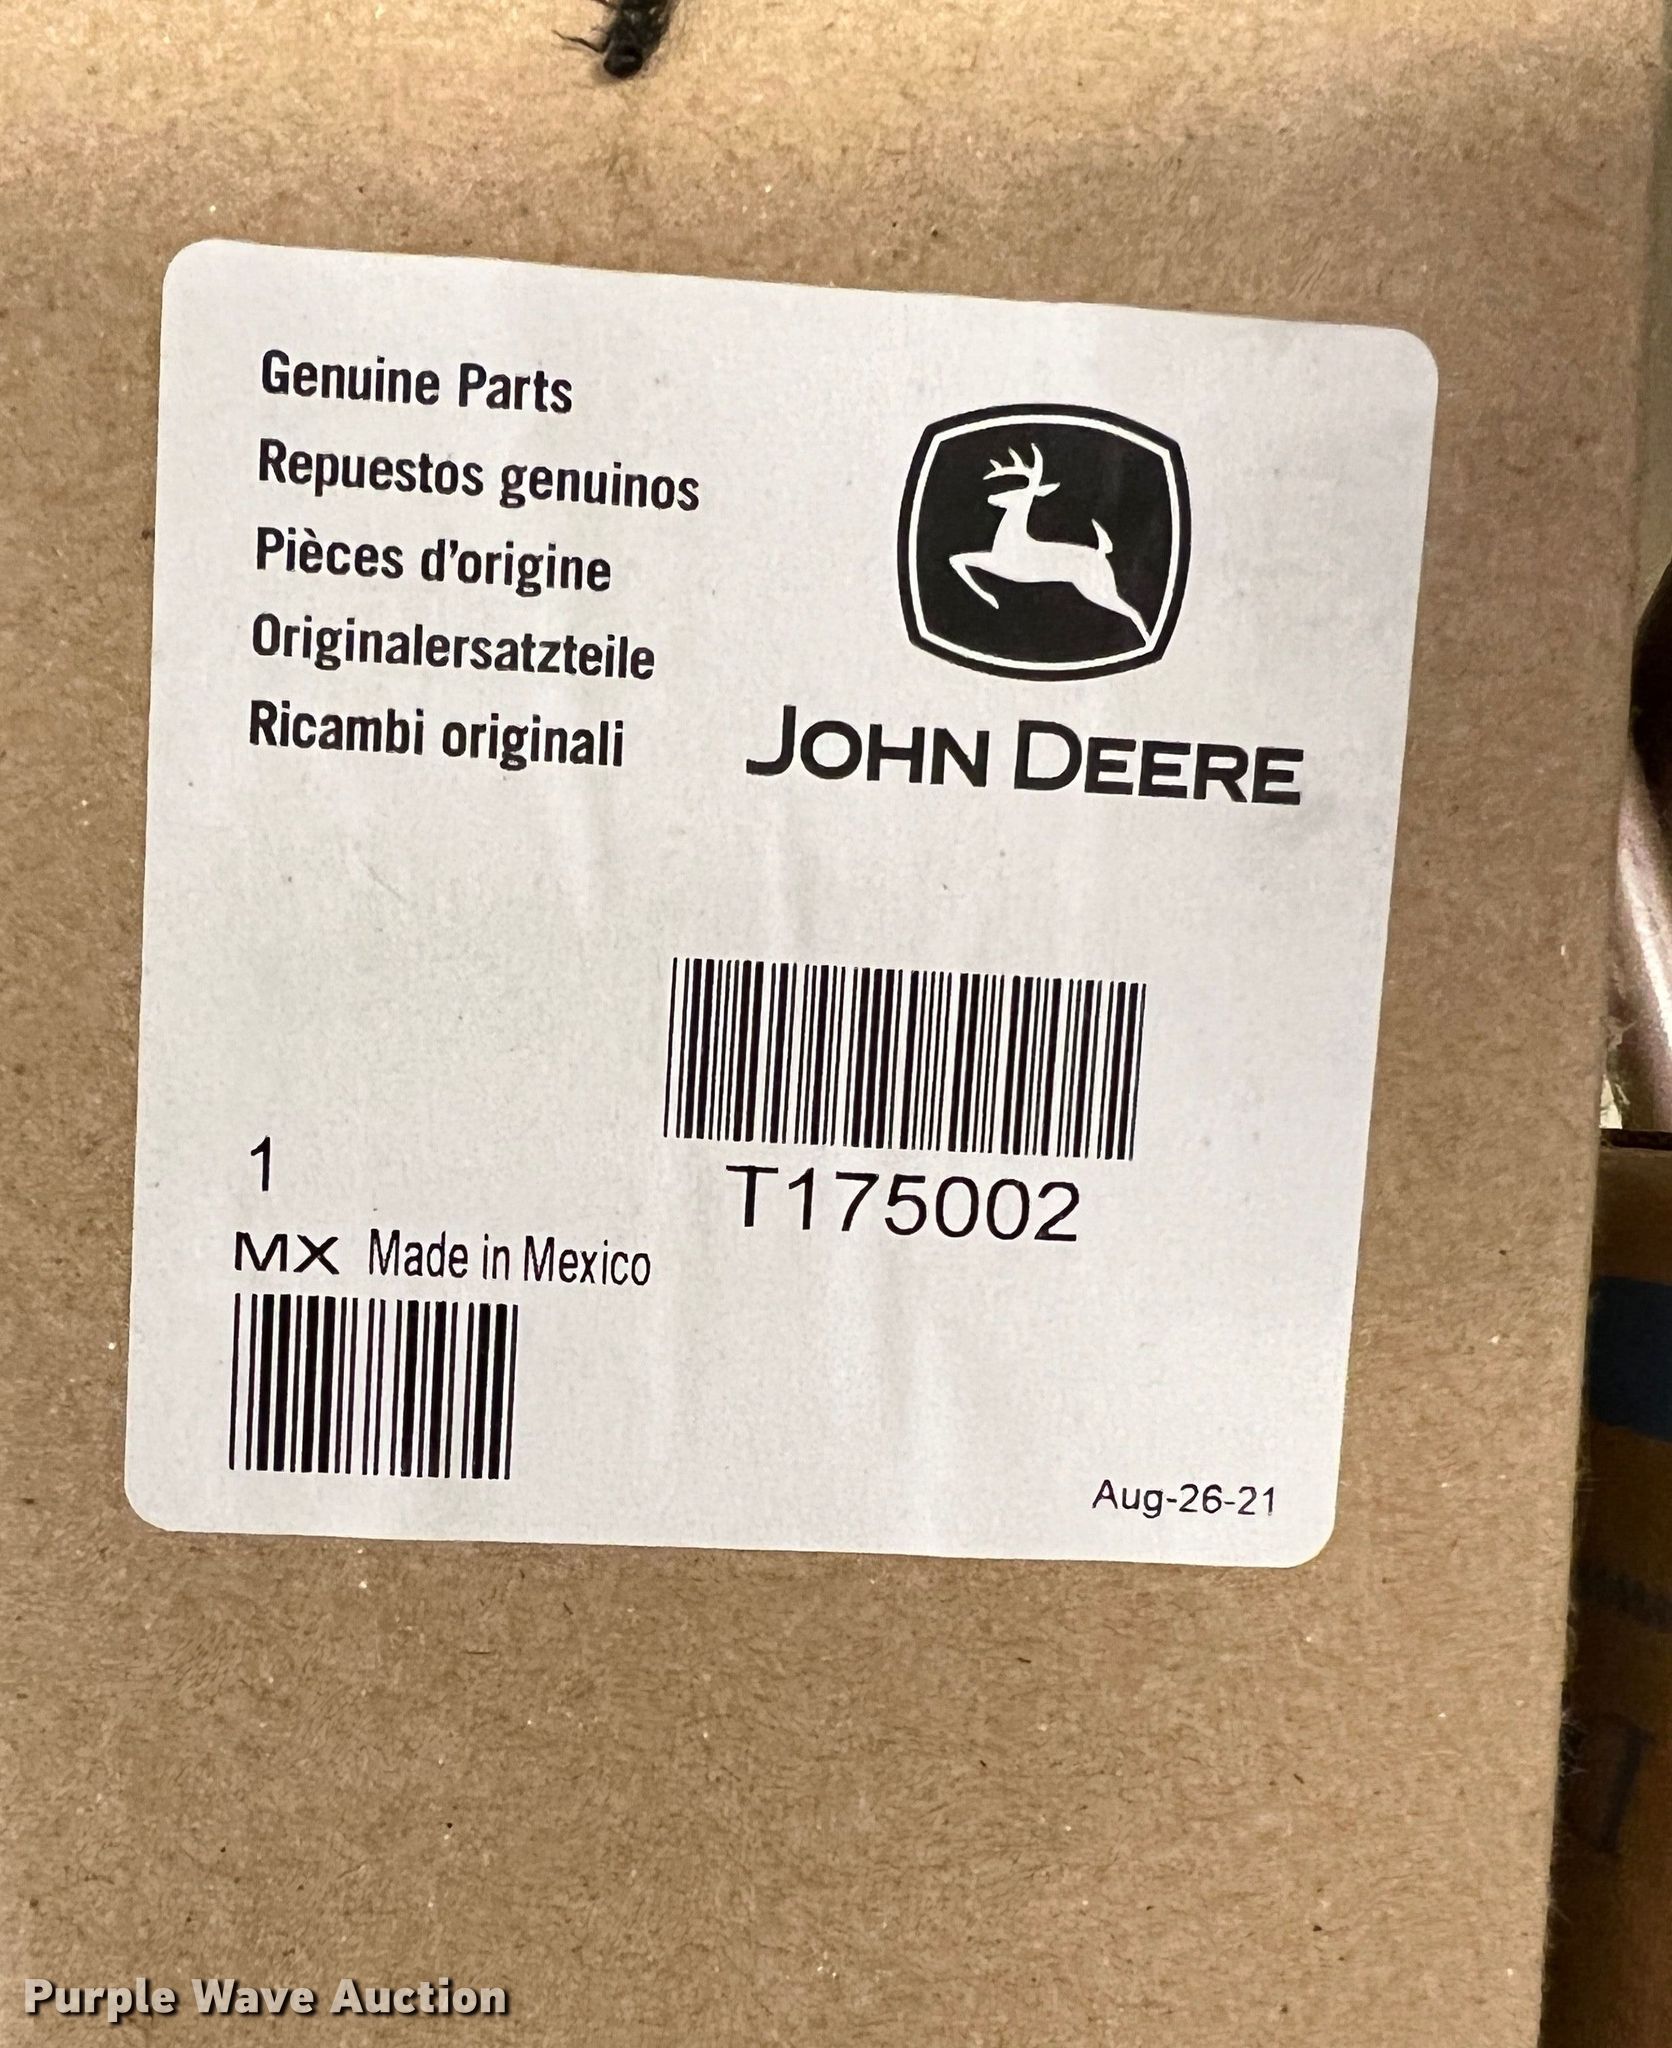 Genuine Parts
Repuestos genuinos
Pièces d'origine
Originalersatzteile
Ricambi originali
JOHN DEERE
T175002
1
MX Made in Mexico
Aug-26-21
Purple Wave Auction